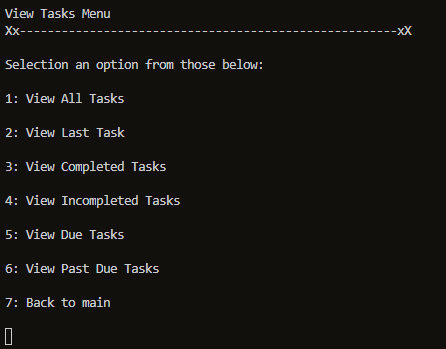 View Tasks Menu
Xx------------------------------------------------------xX
Selection an option from those below:
1: View All Tasks
2: View Last Task
3: View Completed Tasks
4: View Incompleted Tasks
5: View Due Tasks
6: View Past Due Tasks
7: Back to main